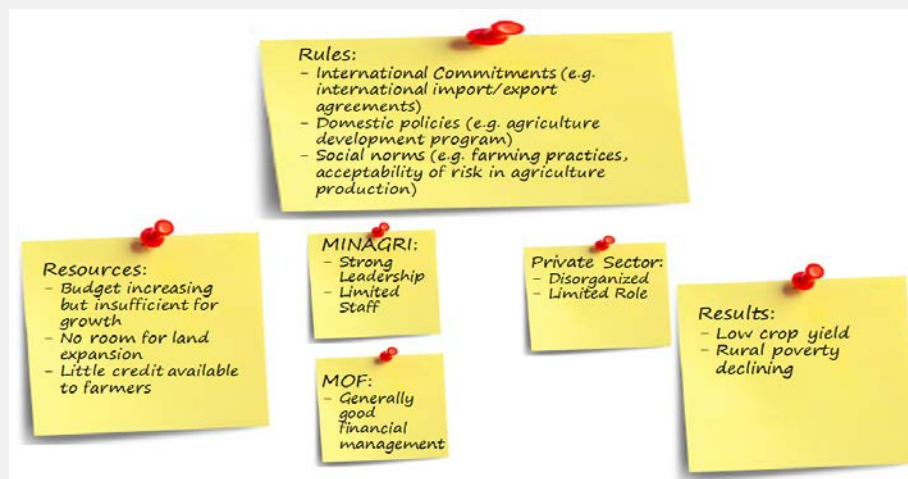 Rules:
- International Commitments (e.g.
international import/export
agreements)
- Domestic policies (e.g. agriculture
development program)
- Social norms (e.g. farming practices,
acceptability of risk in agriculture
production)
Resources:
- Budget increasing
but insufficient for
growth
- No room for land
expansion
- Little credit available
to farmers
MINAGRI:
- Strong
Leadership
- Limited
Staff
MOF:
- Generally
good
financial
management
Private Sector:
- Disorganized
- Limited Role
Results:
- Low crop yield
- Rural poverty
declining